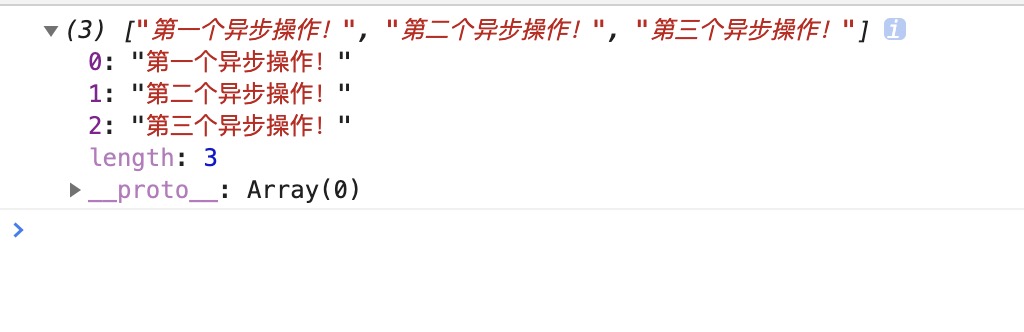 (3) ["第一个异步操作！", "第二个异步操作！", "第三个异步操作！"] i
0: "第一个异步操作！"
1: "第二个异步操作！"
2: "第三个异步操作！"
length: 3
__proto__: Array(0)